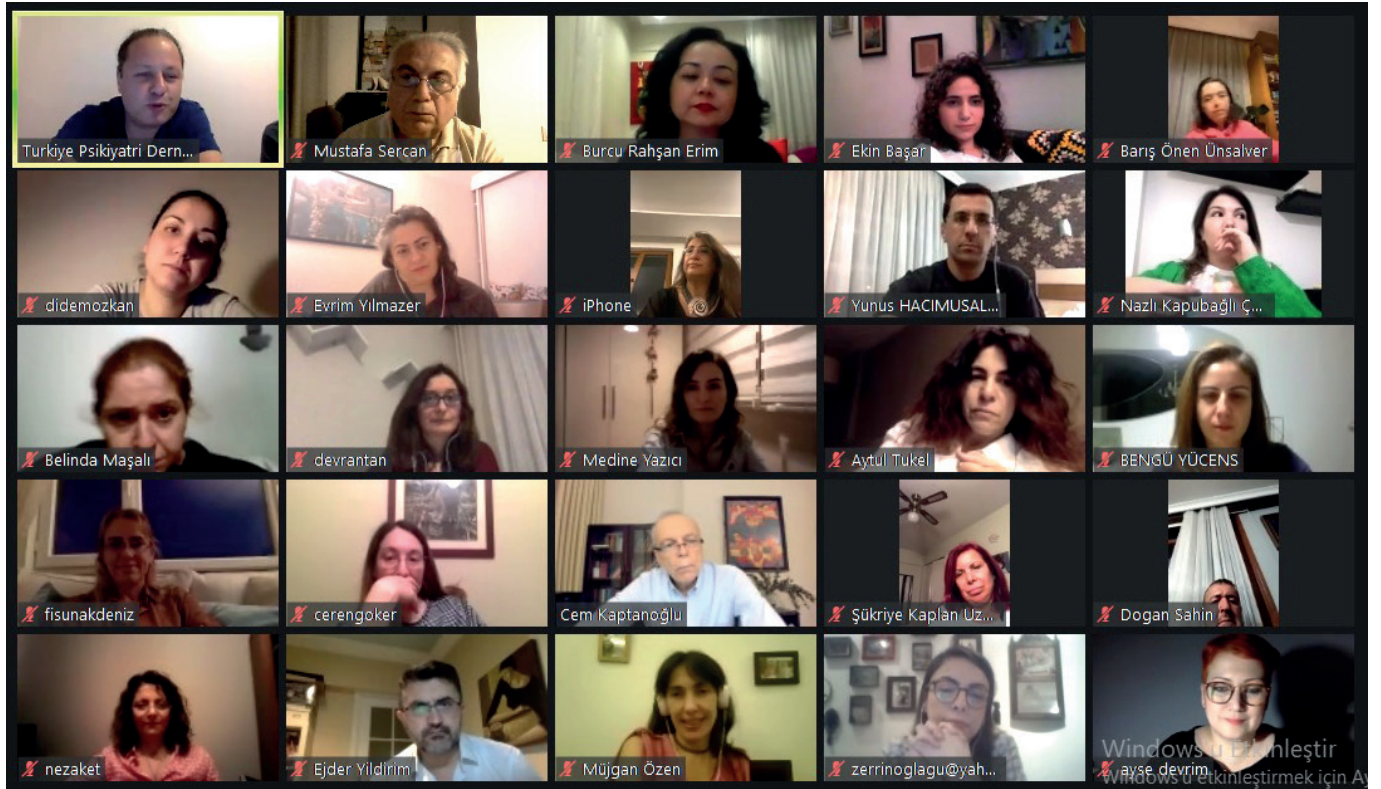 Turkiye Psikiyatri Dern...
Mustafa Sercan
Burcu Rahşan Erim
Ekin Başar
Barış Önen Ünsalver
didemozkan
Evrim Yılmazer
iPhone
Yunus HACIMUSAL...
Nazlı Kapubağlı Ç...
Belinda Maşalı
devrantan
Medine Yazıcı
Aytul Tukel
BENGÜ YÜCENS
fisunakdeniz
cerengoker
Cem Kaptanoğlu
Şükriye Kaplan Uz...
Dogan Sahin
nezaket
Ejder Yildirim
Müjgan Özen
zerrinoglagu@yah...
ayse devrim
Windows'u Etkinleştir
Windows'u etkinleştirmek için Ay